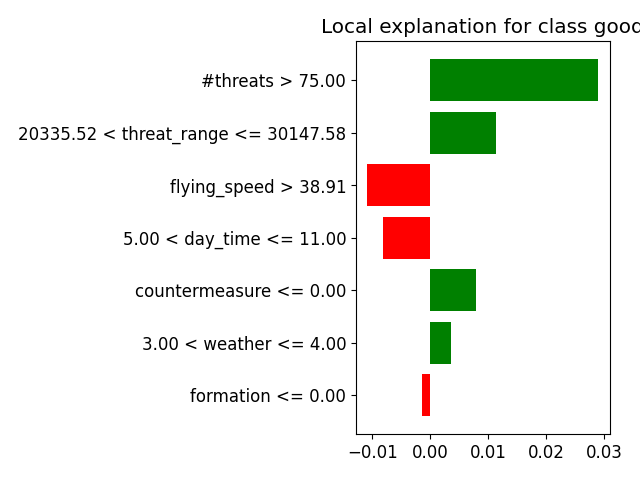 Local explanation for class good
#threats > 75.00
20335.52 < threat_range <= 30147.58
flying_speed > 38.91
5.00 < day_time <= 11.00
countermeasure <= 0.00
3.00 < weather <= 4.00
formation <= 0.00
−0.01 0.00 0.01 0.02 0.03